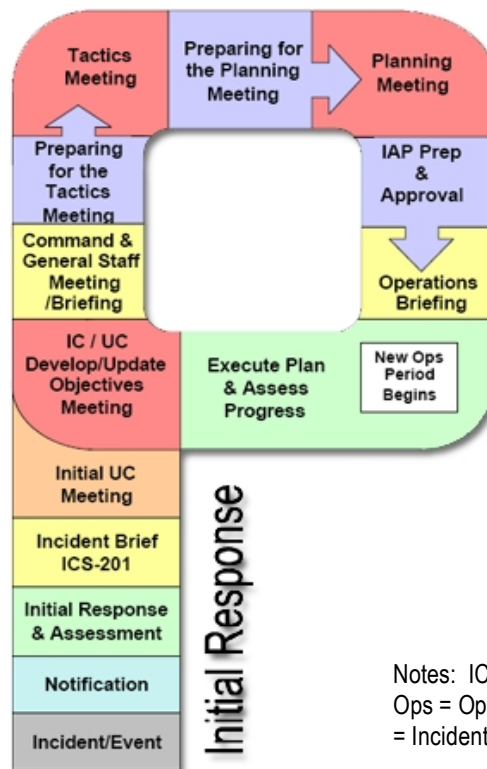 Tactics
Meeting
Preparing for
the Planning
Meeting
Planning
Meeting
Preparing
for the
Tactics
Meeting
IAP Prep
&
Approval
Command &
General Staff
Meeting
/Briefing
Operations
Briefing
IC / UC
Develop/Update
Objectives
Meeting
Execute Plan
& Assess
Progress
New Ops
Period
Begins
Initial UC
Meeting
Incident Brief
ICS-201
Initial Response
& Assessment
Notification
Incident/Event
Initial Response
Notes: IC
Ops = Op
= Incident